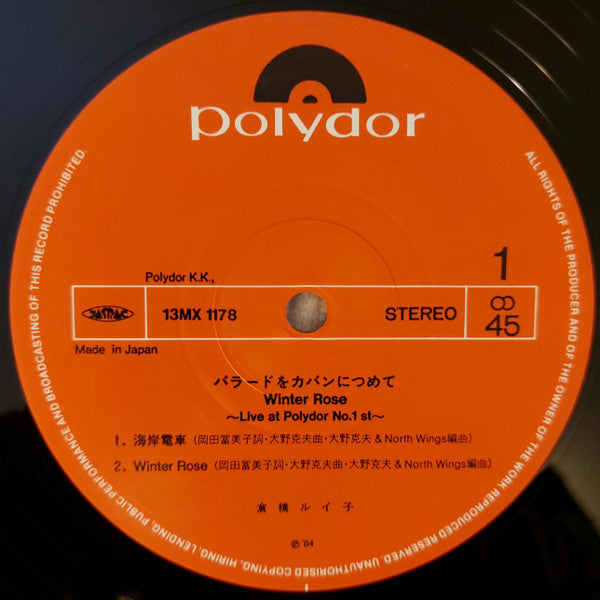 polydor
Polydor K.K.,
1
JASRAC
13MX 1178
STEREO
45
Made in Japan
バラードをカバンにつめて
Winter Rose
〜Live at Polydor No.1 st〜
1. 海岸電車（岡田冨美子詞・大野克夫曲・大野克夫 & North Wings編曲）
2. Winter Rose（岡田冨美子詞・大野克夫曲・大野克夫 & North Wings編曲）
倉橋ルイ子
℗ '84
ALL RIGHTS OF THE PRODUCER AND OF THE OWNER OF THE WORK REPRODUCED RESERVED. UNAUTHORISED COPYING, HIRING, LENDING, PUBLIC PERFORMANCE AND BROADCASTING OF THIS RECORD PROHIBITED.